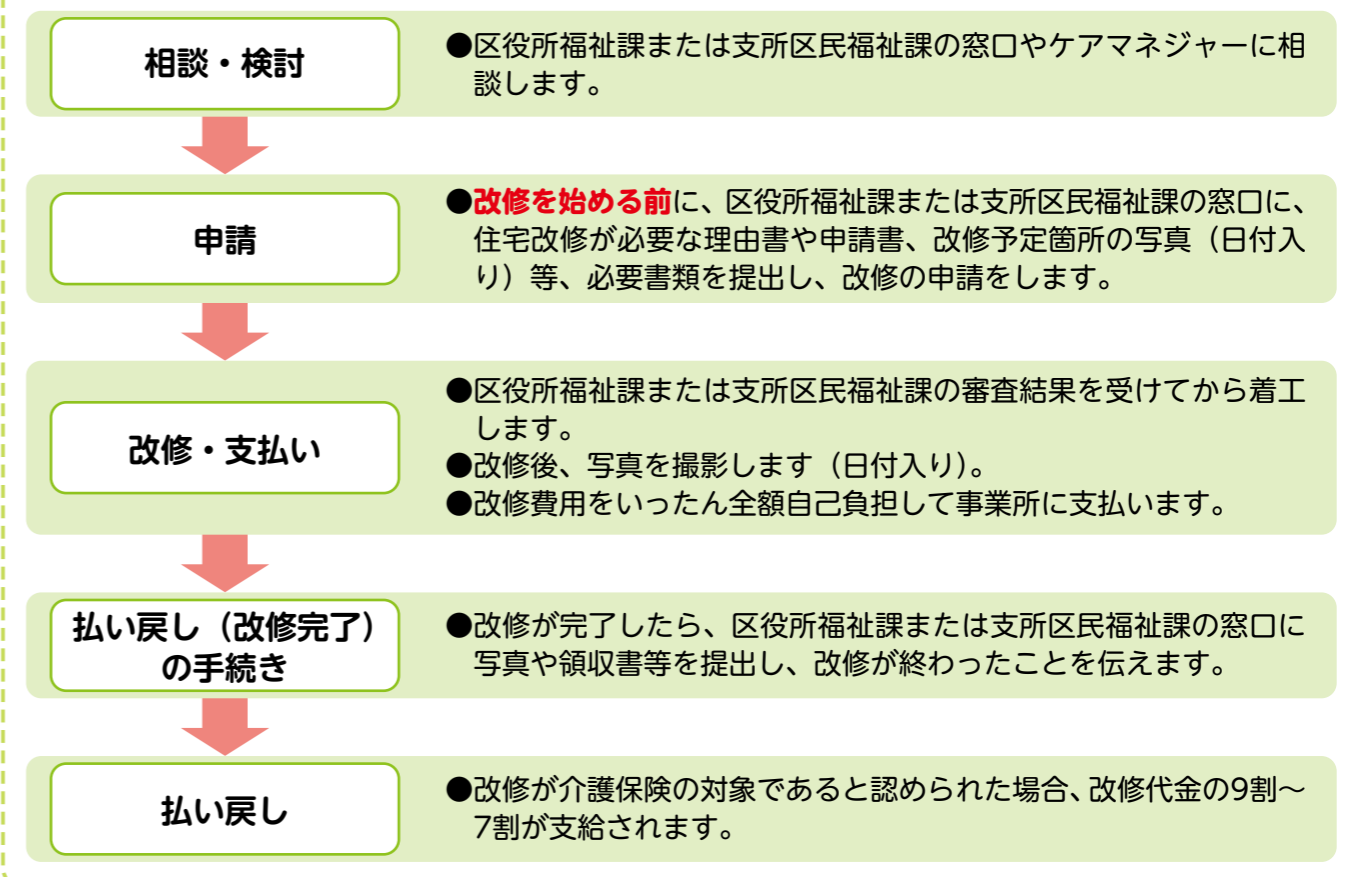 相談・検討
●区役所福祉課または支所区民福祉課の窓口やケアマネジャーに相
談します。
申請
●改修を始める前に、区役所福祉課または支所区民福祉課の窓口に、
住宅改修が必要な理由書や申請書、改修予定箇所の写真（日付入
り）等、必要書類を提出し、改修の申請をします。
改修・支払い
●区役所福祉課または支所区民福祉課の審査結果を受けてから着工
します。
●改修後、写真を撮影します（日付入り）。
●改修費用をいったん全額自己負担して事業所に支払います。
払い戻し（改修完了）
の手続き
●改修が完了したら、区役所福祉課または支所区民福祉課の窓口に
写真や領収書等を提出し、改修が終わったことを伝えます。
払い戻し
●改修が介護保険の対象であると認められた場合、改修代金の9割～
7割が支給されます。